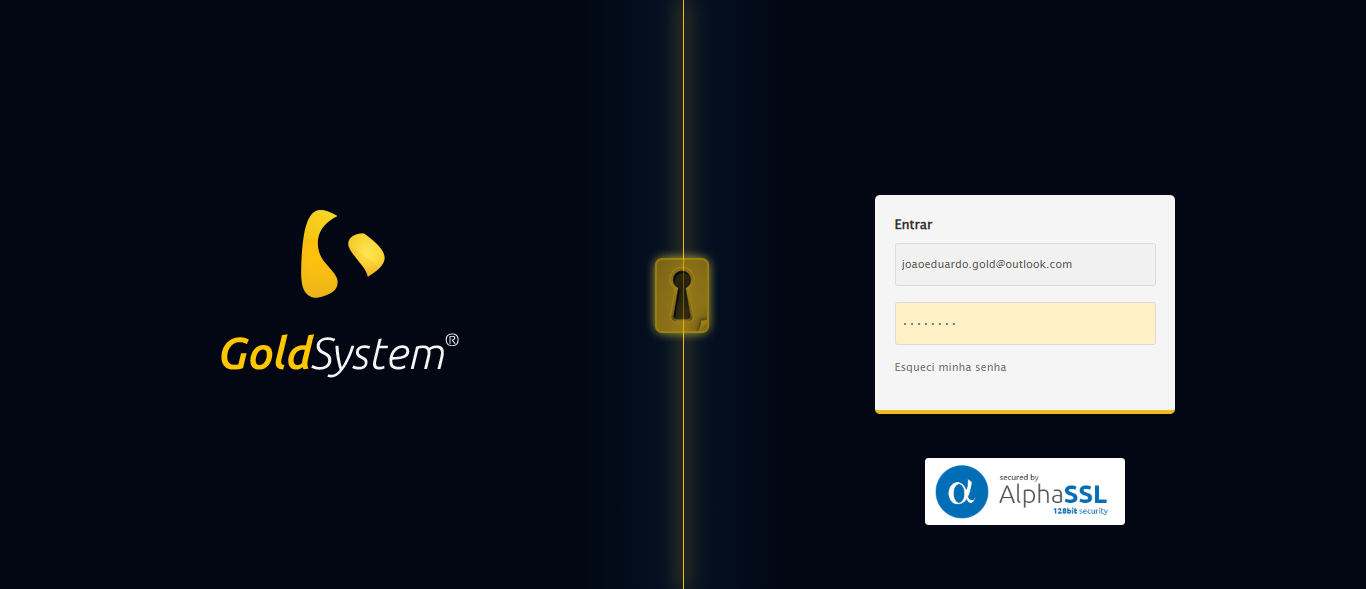 GoldSystem®
Entrar
joaoeduardo.gold@outlook.com
........
Esqueci minha senha
secured by
AlphaSSL
128bit security